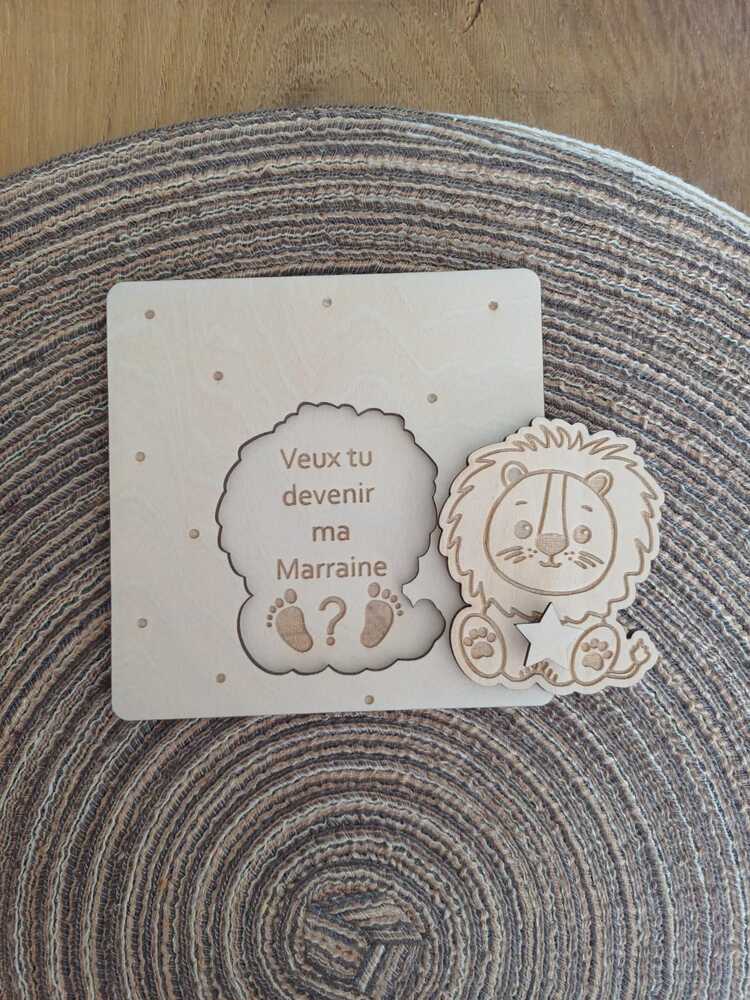 Veux tu
devenir
ma
Marraine
?